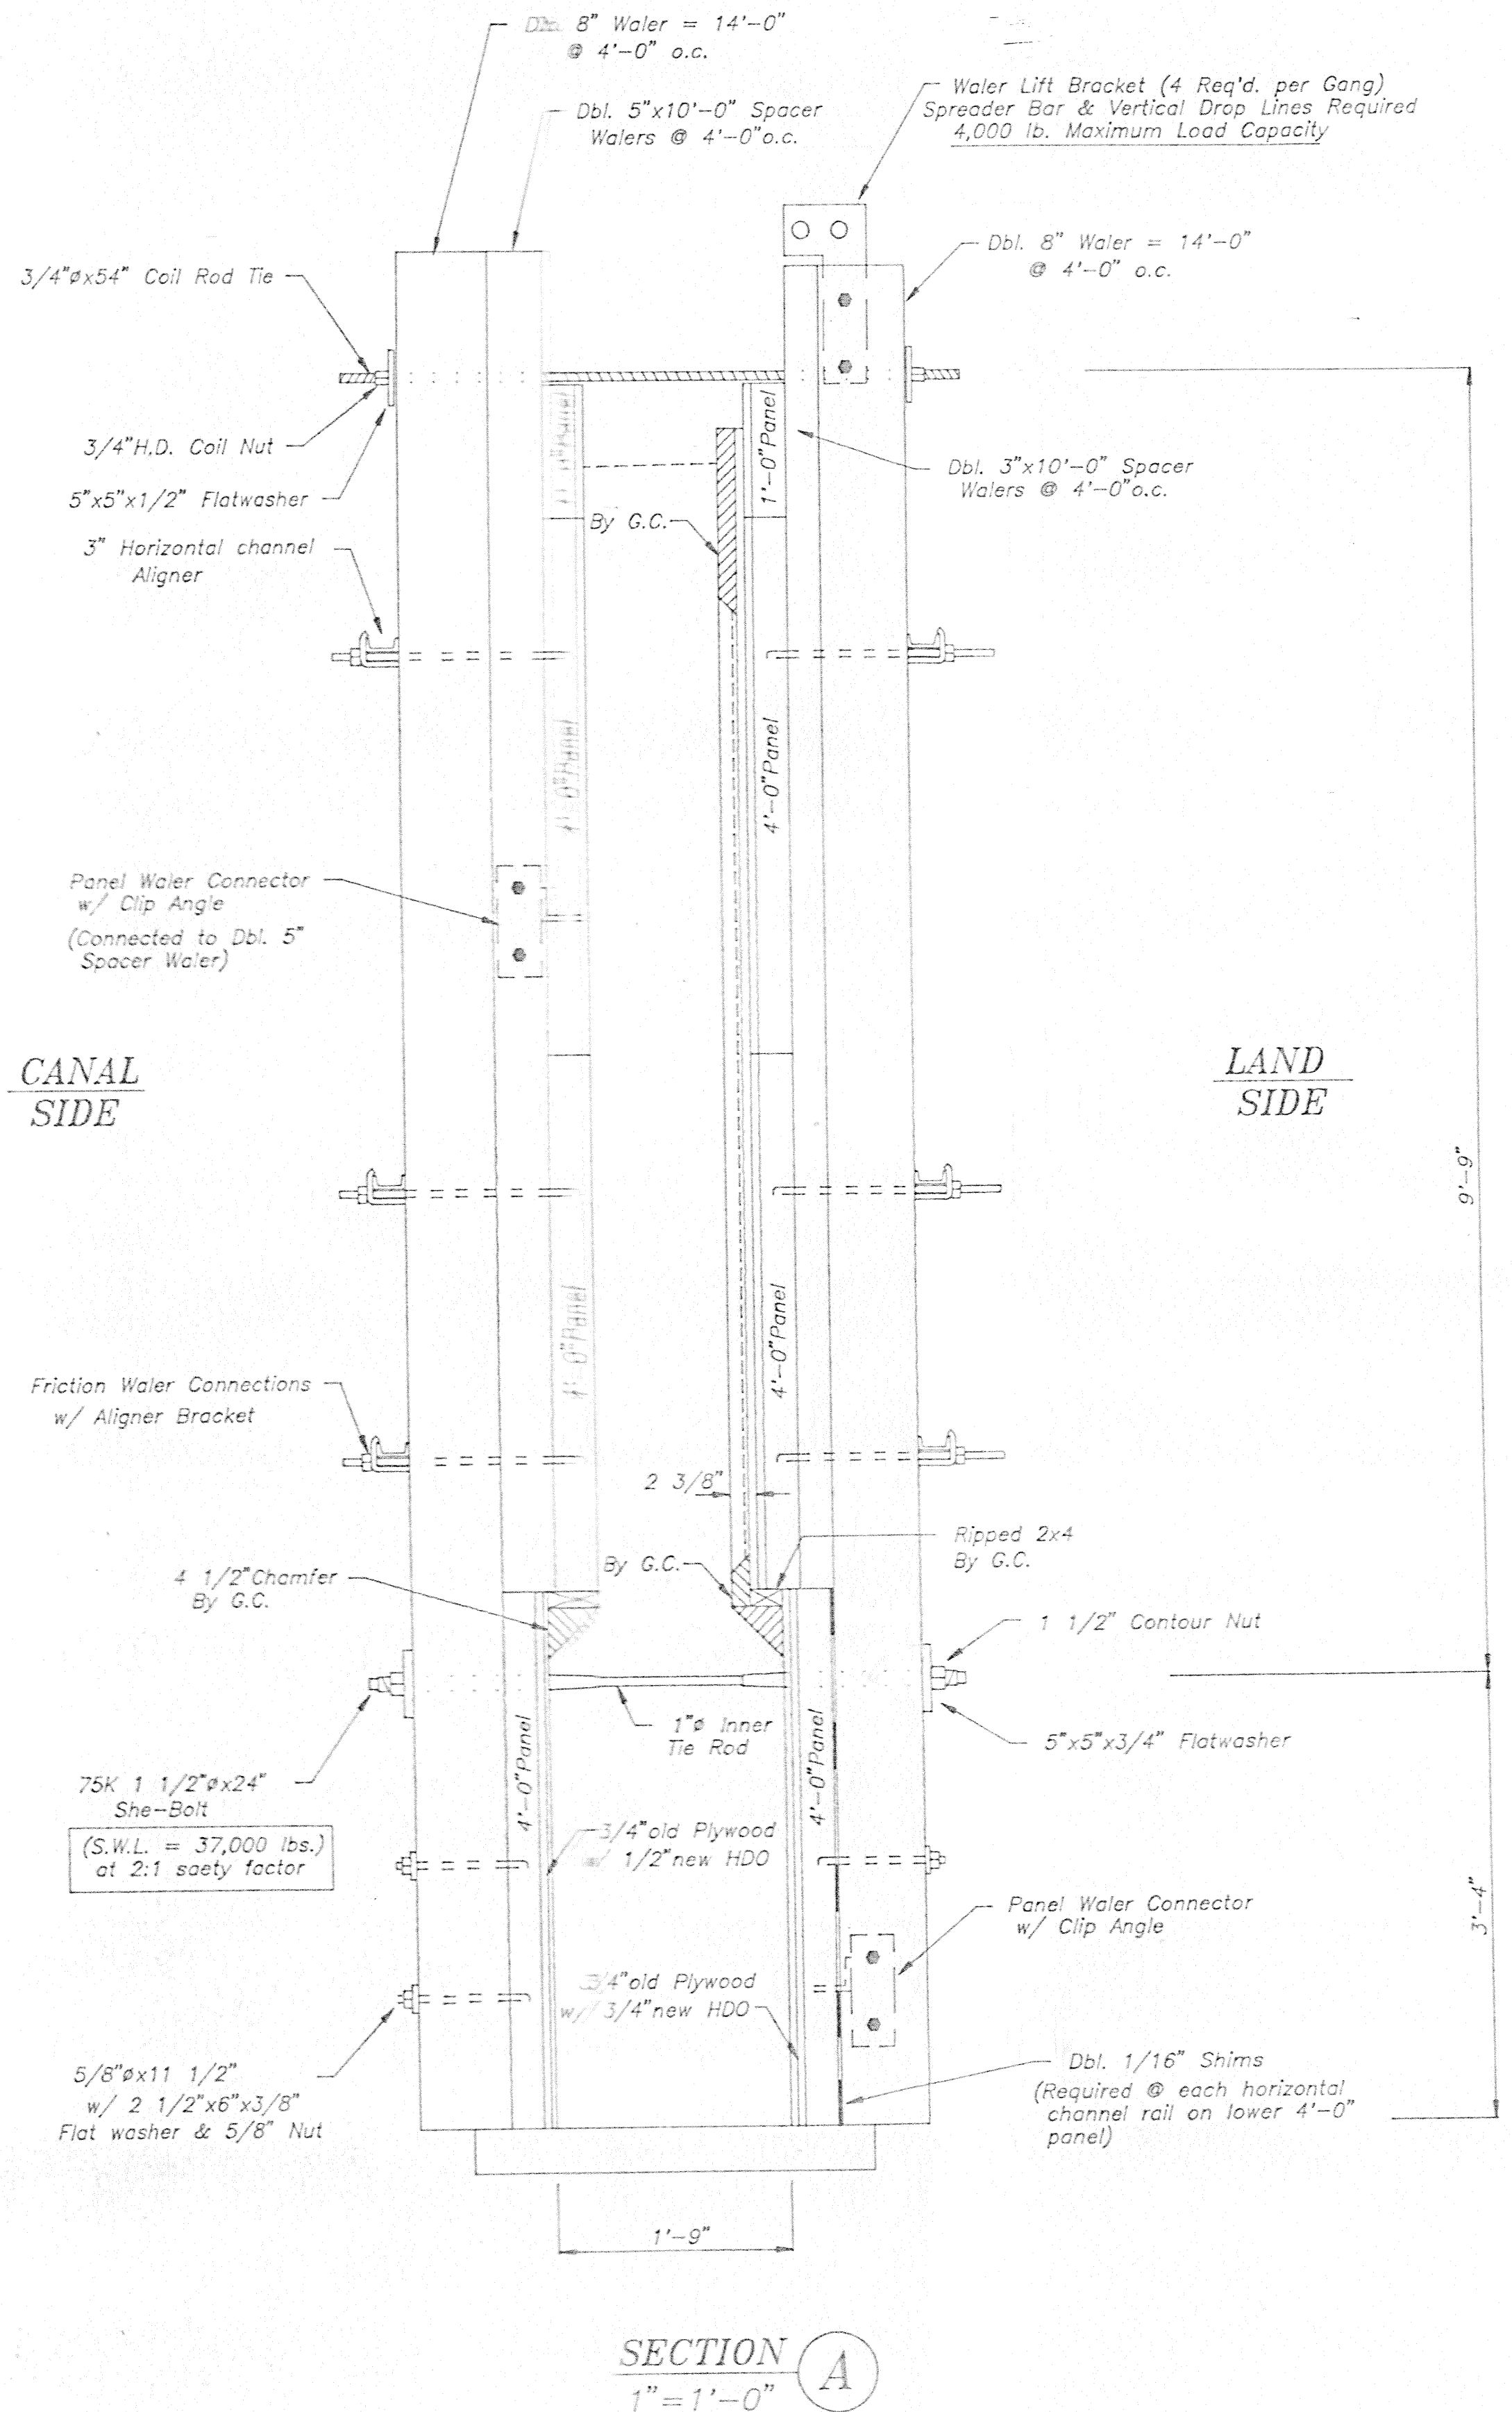 8" Waler = 14'-0"
@ 4'-0" o.c.
Dbl. 5"x10'-0" Spacer
Walers @ 4'-0"o.c.
Waler Lift Bracket (4 Req'd. per Gang)
Spreader Bar & Vertical Drop Lines Required
4,000 lb. Maximum Load Capacity
Dbl. 8" Waler = 14'-0"
@ 4'-0" o.c.
3/4"øx54" Coil Rod Tie
3/4"H.D. Coil Nut
5"x5"x1/2" Flatwasher
3" Horizontal channel
Aligner
1'-0"Panel
By G.C.
Dbl. 3"x10'-0" Spacer
Walers @ 4'-0"o.c.
4'-0"Panel
4'-0"Panel
Panel Waler Connector
w/ Clip Angle
(Connected to Dbl. 5"
Spacer Waler)
CANAL
SIDE
LAND
SIDE
9'-9"
4'-0"Panel
4'-0"Panel
Friction Waler Connections
w/ Aligner Bracket
2 3/8"
Ripped 2x4
By G.C.
By G.C.
4 1/2"Chamfer
By G.C.
1 1/2" Contour Nut
1"ø Inner
Tie Rod
5"x5"x3/4" Flatwasher
4'-0"Panel
4'-0"Panel
75K 1 1/2"øx24"
She-Bolt
(S.W.L. = 37,000 lbs.)
at 2:1 saety factor
3/4"old Plywood
w/ 1/2"new HDO
Panel Waler Connector
w/ Clip Angle
3'-4"
3/4"old Plywood
w/ 3/4"new HDO
5/8"øx11 1/2"
w/ 2 1/2"x6"x3/8"
Flat washer & 5/8" Nut
Dbl. 1/16" Shims
(Required @ each horizontal
channel rail on lower 4'-0"
panel)
1'-9"
SECTION A
1"=1'-0"